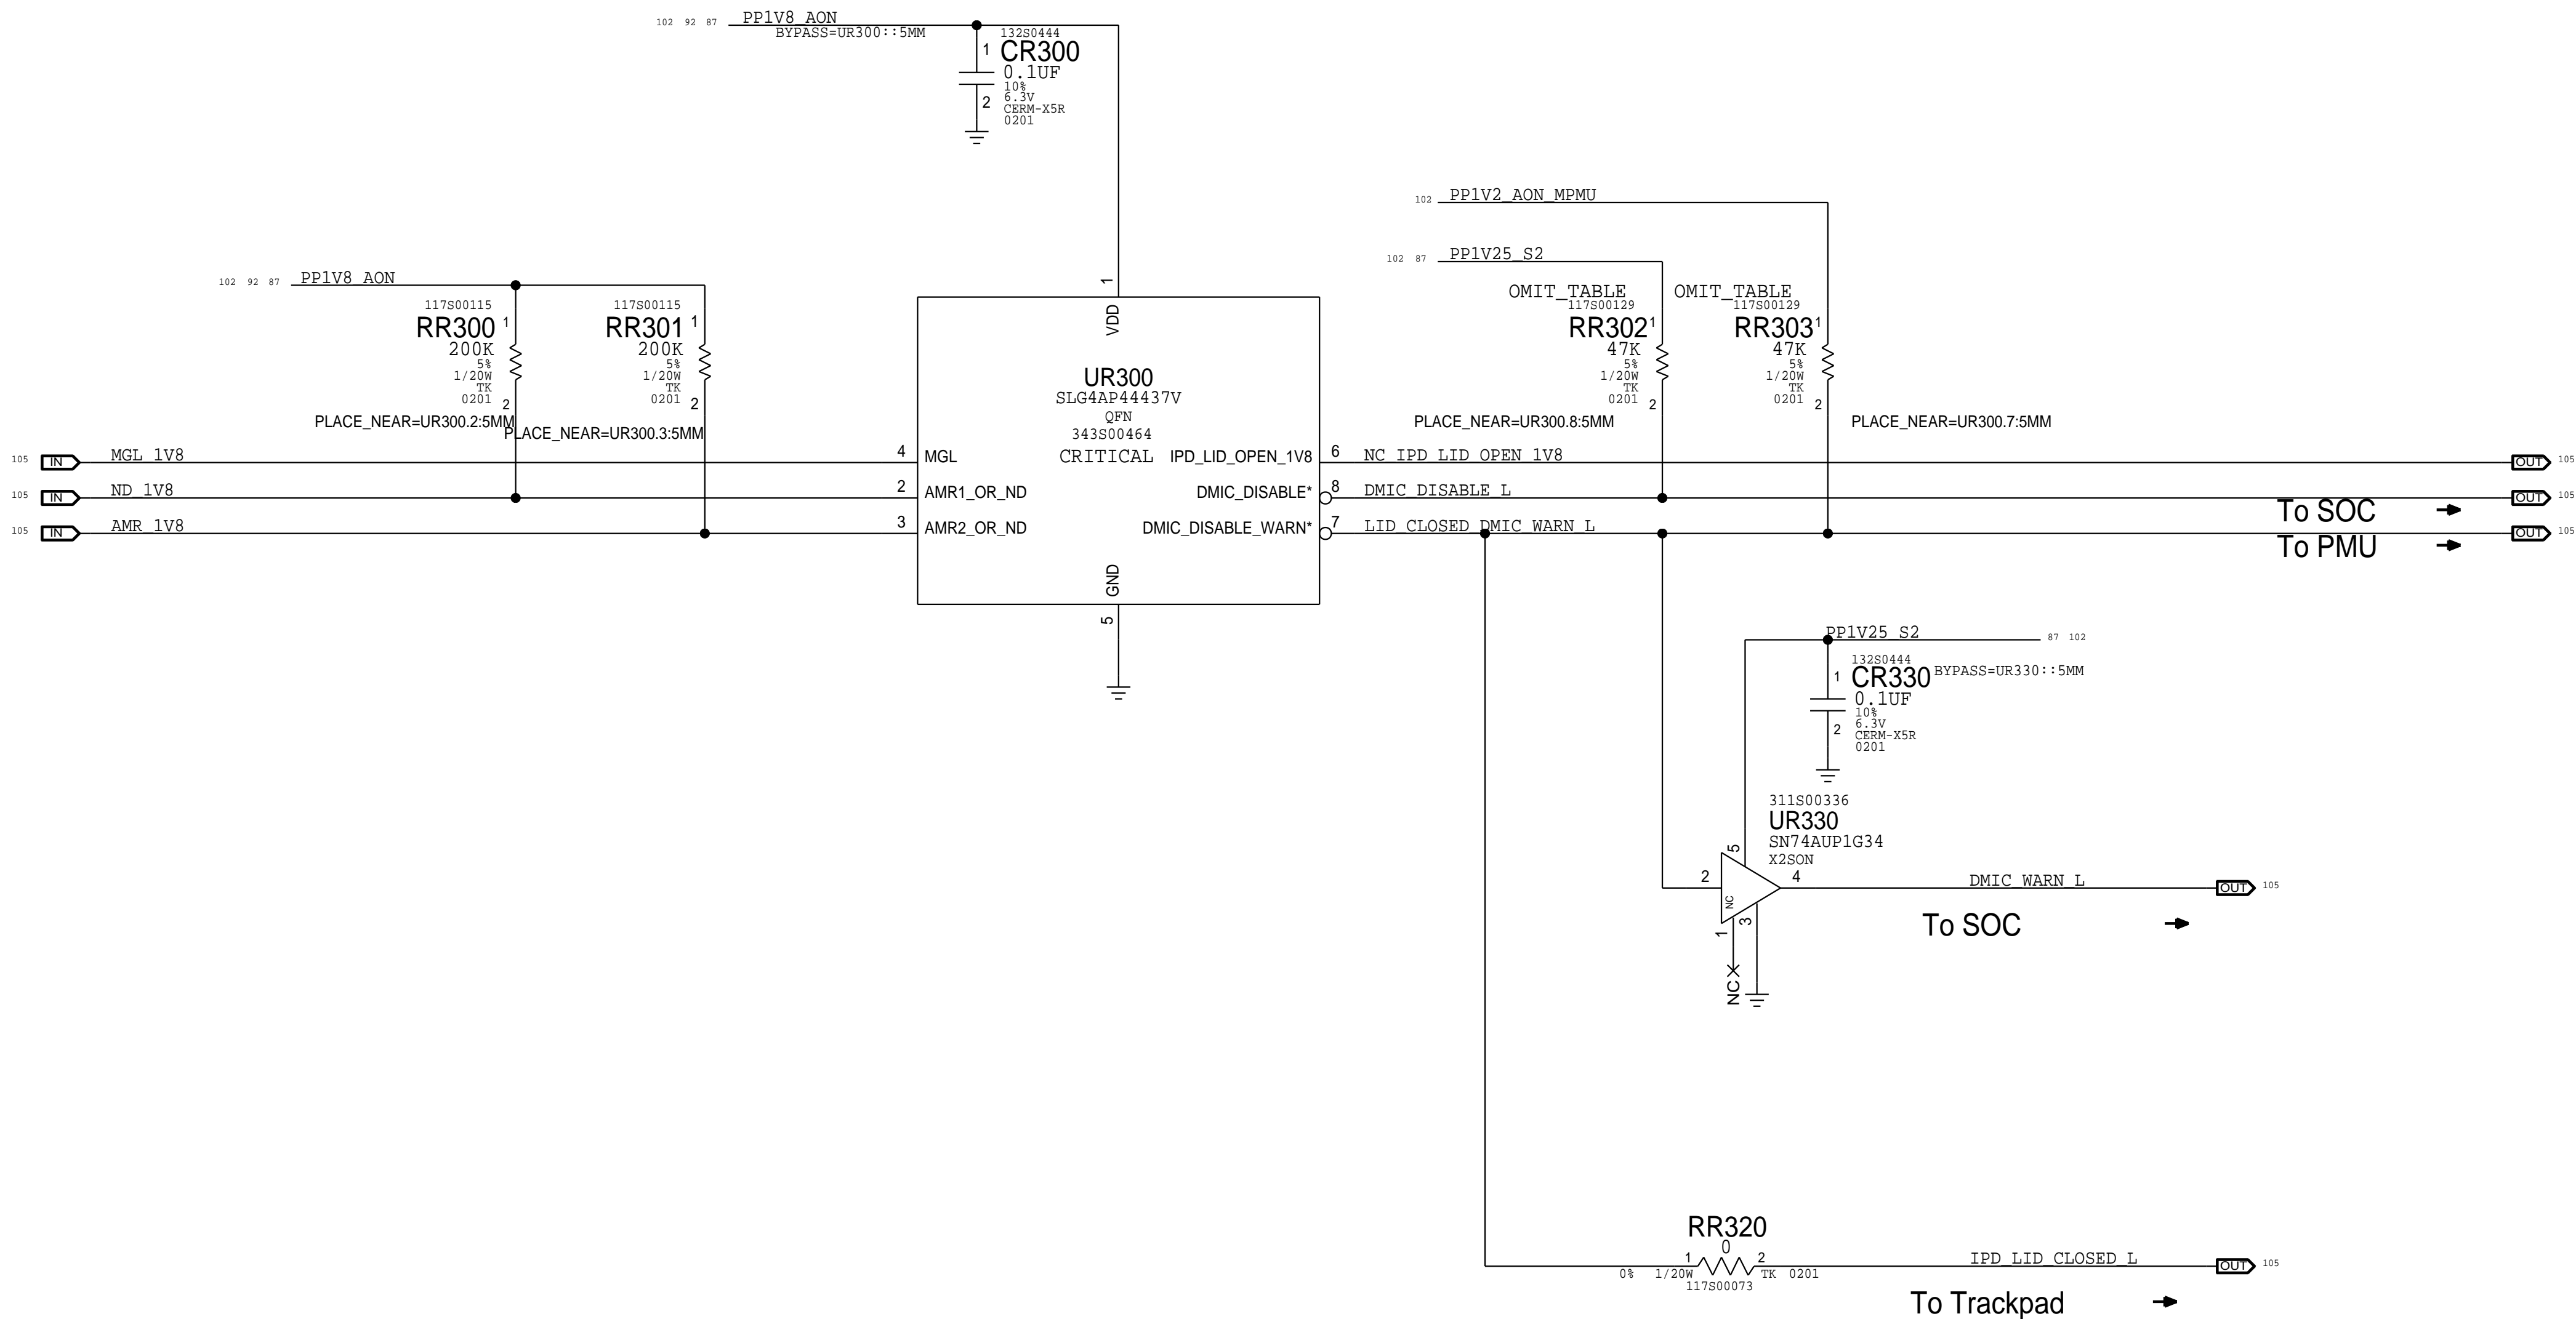 102 92 87 PP1V8_AON
BYPASS=UR300::5MM
132S0444
1 CR300
0.1UF
10%
6.3V
2 CERM-X5R
0201
102 PP1V2_AON_MPMU
102 87 PP1V25_S2
102 92 87 PP1V8_AON
117S00115
RR300 1
200K
5%
1/20W
TK
0201
2
PLACE_NEAR=UR300.2:5MM
117S00115
RR301 1
200K
5%
1/20W
TK
0201
2
PLACE_NEAR=UR300.3:5MM
1
VDD
UR300
SLG4AP44437V
QFN
343S00464
CRITICAL
OMIT_TABLE
117S00129
RR302 1
47K
5%
1/20W
TK
0201
2
PLACE_NEAR=UR300.8:5MM
OMIT_TABLE
117S00129
RR303 1
47K
5%
1/20W
TK
0201
2
PLACE_NEAR=UR300.7:5MM
105 IN MGL_1V8 4 MGL
IPD_LID_OPEN_1V8 6 NC_IPD_LID_OPEN_1V8 OUT 105
105 IN ND_1V8 2 AMR1_OR_ND
DMIC_DISABLE* 8 DMIC_DISABLE_L OUT 105
To SOC
105 IN AMR_1V8 3 AMR2_OR_ND
DMIC_DISABLE_WARN* 7 LID_CLOSED_DMIC_WARN_L OUT 105
To PMU
GND
5
PP1V25_S2 87 102
132S0444
1 CR330 BYPASS=UR330::5MM
0.1UF
10%
6.3V
2 CERM-X5R
0201
311S00336
UR330
SN74AUP1G34
X2SON
5
2
4
NC
1
3
NC
DMIC_WARN_L OUT 105
To SOC
RR320
0
1 2
0% 1/20W TK 0201
117S00073
IPD_LID_CLOSED_L OUT 105
To Trackpad